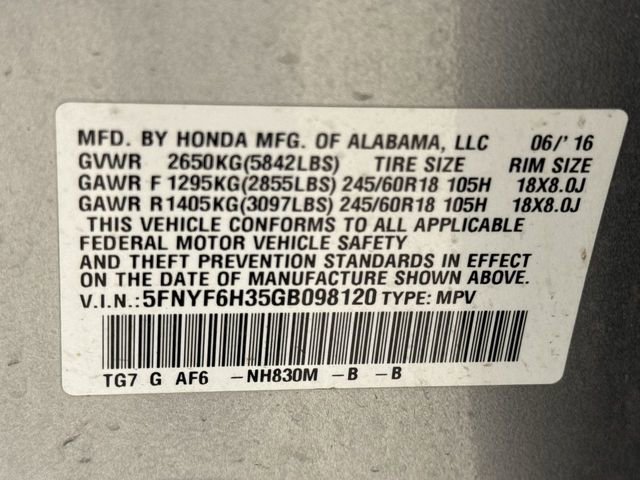 MFD. BY HONDA MFG. OF ALABAMA, LLC 06/'16
GVWR 2650KG(5842LBS) TIRE SIZE RIM SIZE
GAWR F 1295KG(2855LBS) 245/60R18 105H 18X8.0J
GAWR R1405KG(3097LBS) 245/60R18 105H 18X8.0J
THIS VEHICLE CONFORMS TO ALL APPLICABLE
FEDERAL MOTOR VEHICLE SAFETY
AND THEFT PREVENTION STANDARDS IN EFFECT
ON THE DATE OF MANUFACTURE SHOWN ABOVE.
V.I.N.:5FNYF6H35GB098120 TYPE: MPV
TG7 G AF6 -NH830M -B -B